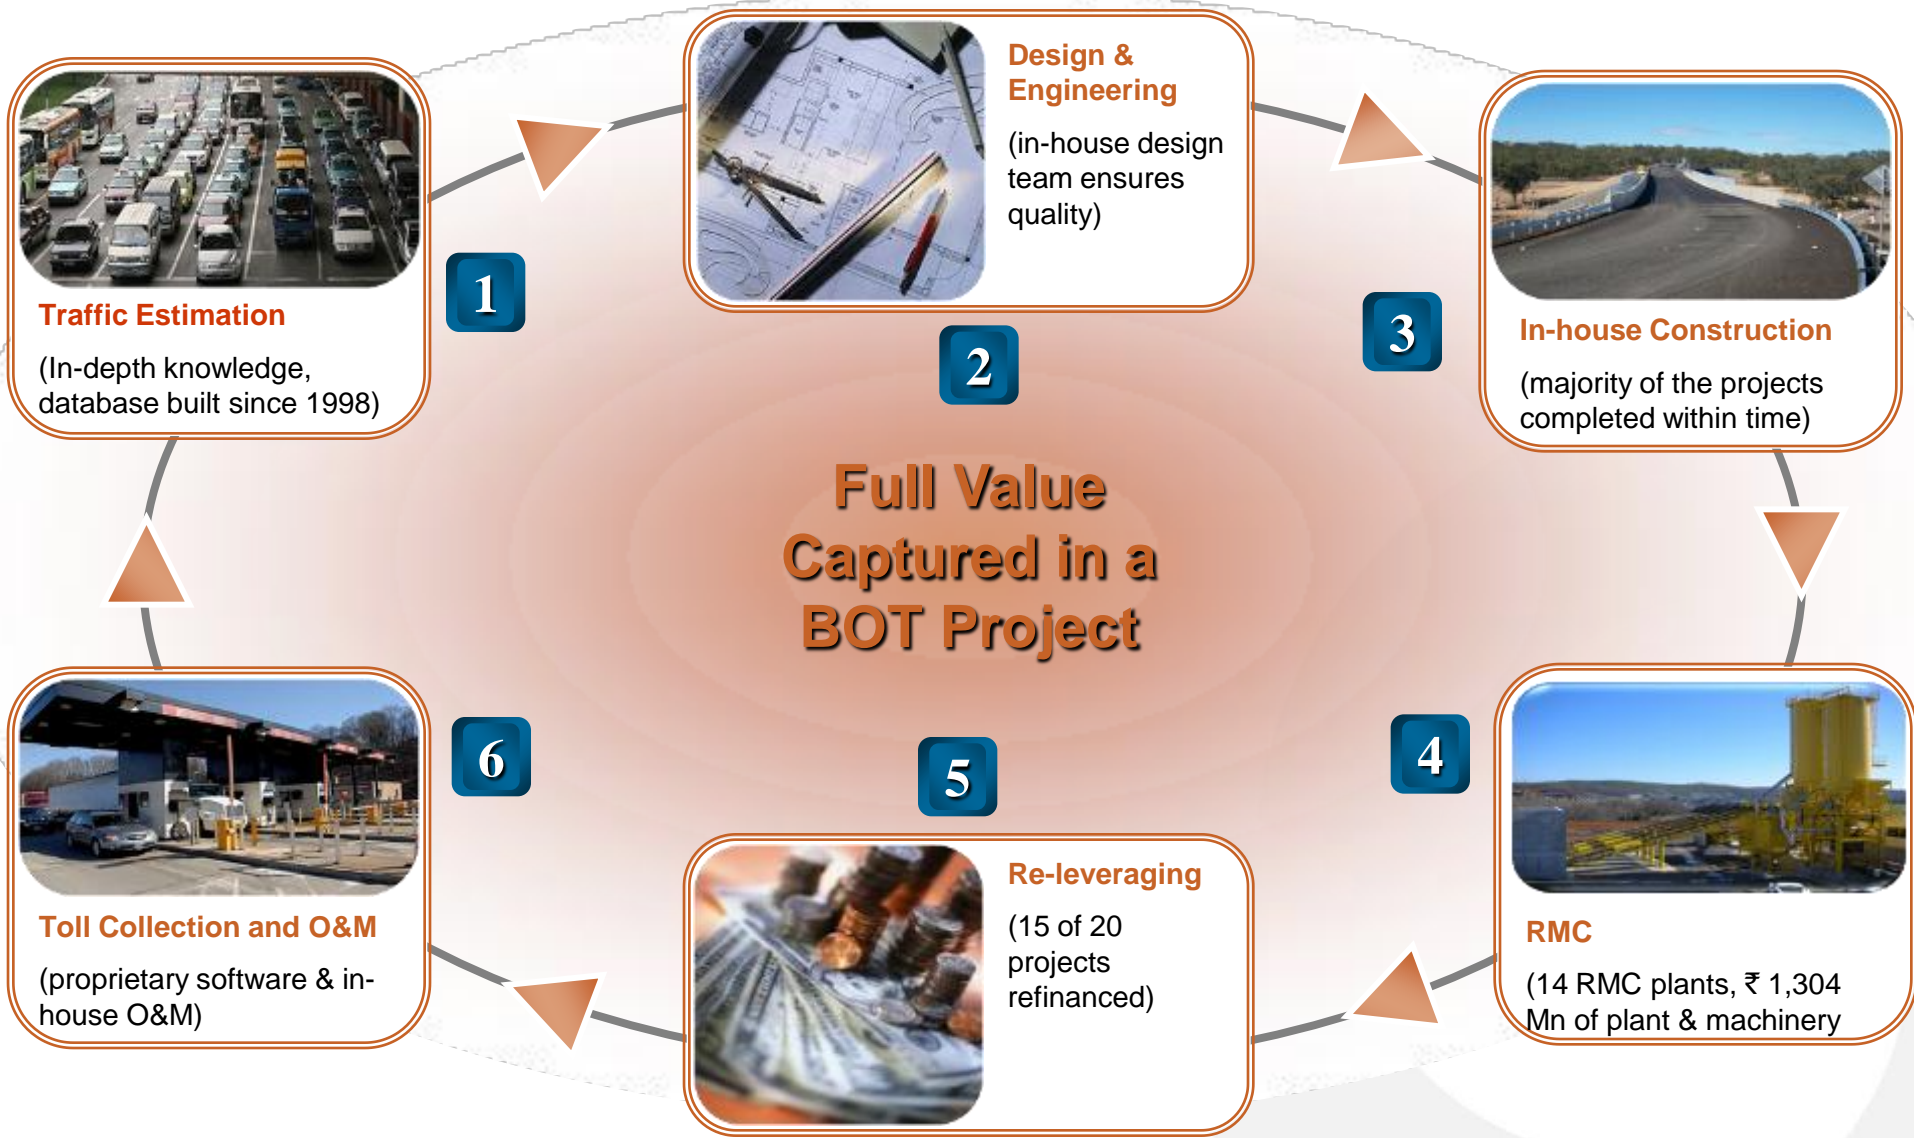 Traffic Estimation
(In-depth knowledge,
database built since 1998)
1
Design &
Engineering
(in-house design
team ensures
quality)
2
In-house Construction
(majority of the projects
completed within time)
3
Full Value
Captured in a
BOT Project
RMC
(14 RMC plants, ₹ 1,304
Mn of plant & machinery
4
Re-leveraging
(15 of 20
projects
refinanced)
5
Toll Collection and O&M
(proprietary software & in-
house O&M)
6